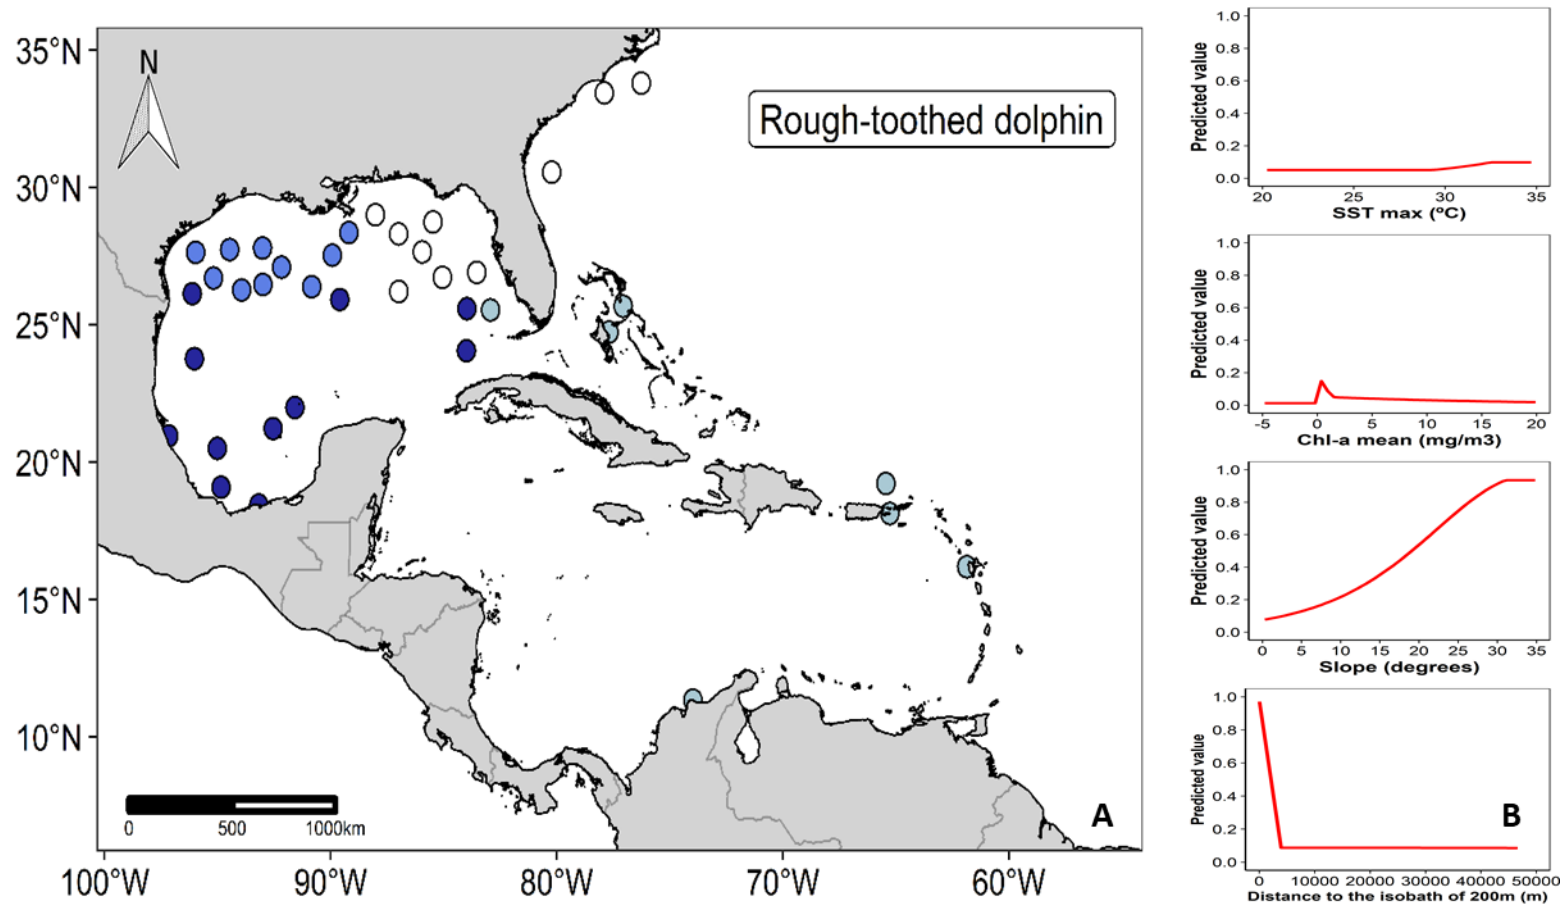 35°N
30°N
25°N
20°N
15°N
10°N
N
Rough-toothed dolphin
0 500 1000km
A
100°W 90°W 80°W 70°W 60°W
Predicted value
1.0
0.8
0.6
0.4
0.2
0.0
20 25 30 35
SST max (ºC)
Predicted value
1.0
0.8
0.6
0.4
0.2
0.0
-5 0 5 10 15 20
Chl-a mean (mg/m3)
Predicted value
1.0
0.8
0.6
0.4
0.2
0.0
0 5 10 15 20 25 30 35
Slope (degrees)
Predicted value
1.0
0.8
0.6
0.4
0.2
0.0
B
0 10000 20000 30000 40000 50000
Distance to the isobath of 200m (m)